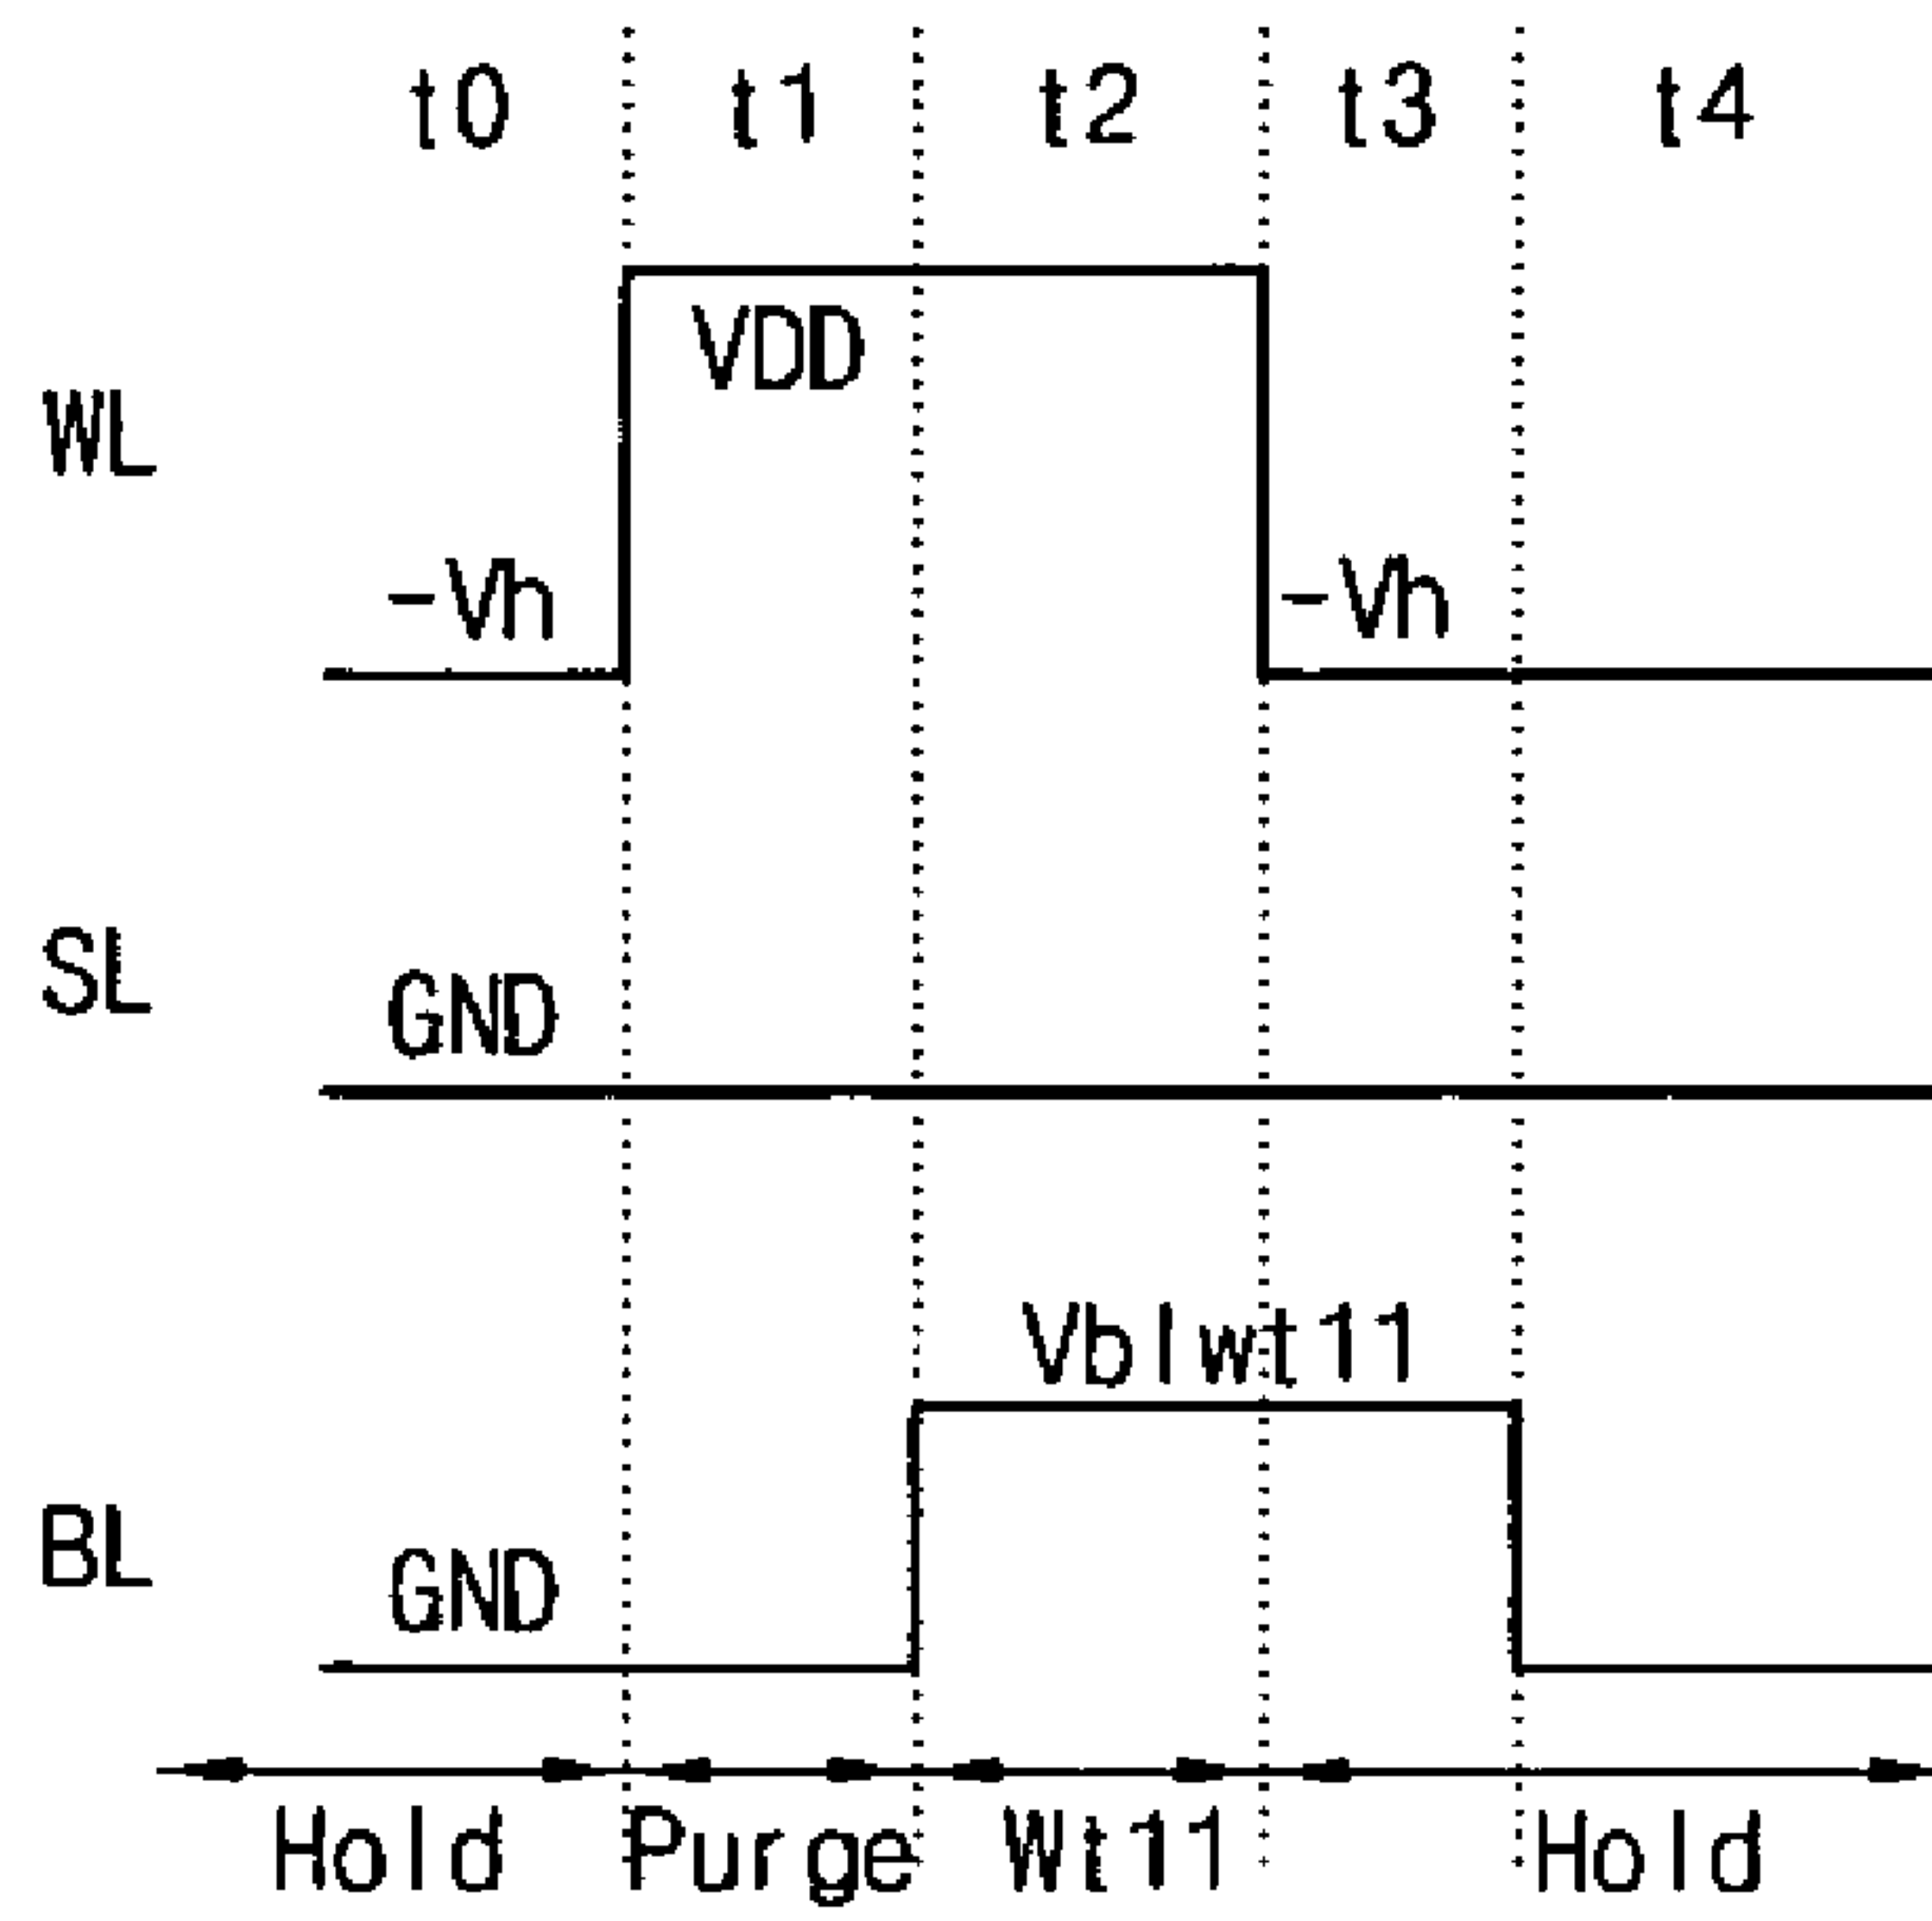 t0 t1 t2 t3 t4
VDD
WL
-Vh -Vh
SL
GND
Vblwt11
BL
GND
Hold Purge Wt11 Hold